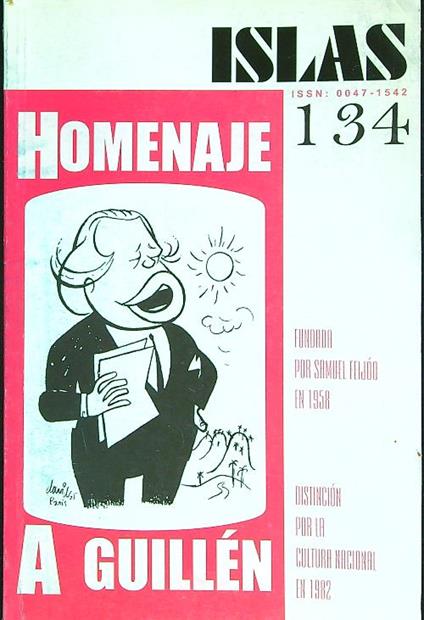 ISLAS
ISSN: 0047-1542
134
HOMENAJE
A GUILLÉN
FUNDADA
POR SAMUEL FEIJÓO
EN 1958
DISTINCIÓN
POR LA
CULTURA NACIONAL
EN 1982
Paris